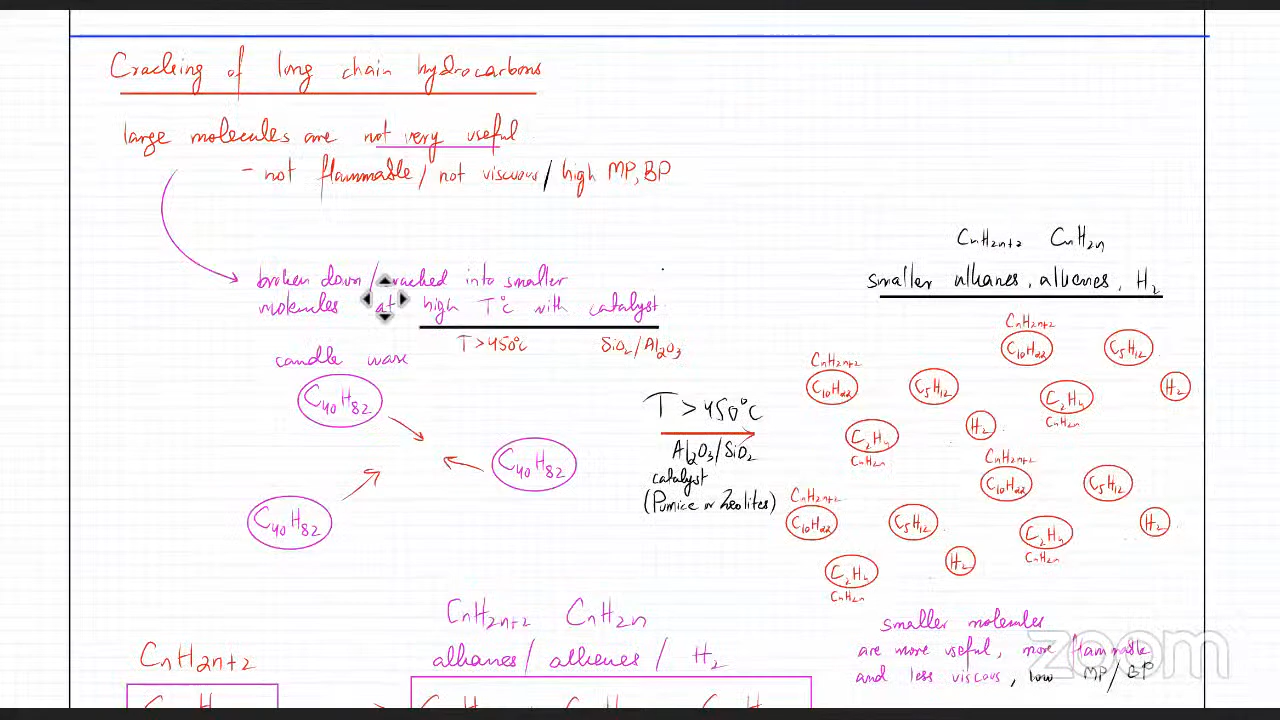 Cracking of long chain hydrocarbons
large molecules are not very useful
- not flammable / not viscous / high MP, BP
broken down / cracked into smaller
molecules at high T°C with catalyst
T>450°C SiO₂/Al₂O₃
candle wax
C₄₀H₈₂
C₄₀H₈₂
C₄₀H₈₂
T > 450°C
Al₂O₃/SiO₂
catalyst
(Pumice or Zeolites)
CnH2n+2 CnH2n
smaller alkanes, alkenes, H₂
CnH2n+2
C₁₀H₂₂ C₅H₁₂
CnH2n+2
C₁₀H₂₂ C₅H₁₂ C₂H₄ H₂
CnH2n
C₂H₄ H₂
CnH2n
CnH2n+2
C₁₀H₂₂ C₅H₁₂
CnH2n+2
C₁₀H₂₂ C₅H₁₂ C₂H₄ H₂
CnH2n
C₂H₄ H₂
CnH2n
CnH2n+2 CnH2n
CnH2n+2 alkanes / alkenes / H₂
smaller molecules
are more useful, more flammable
and less viscous, low MP/BP
zoom